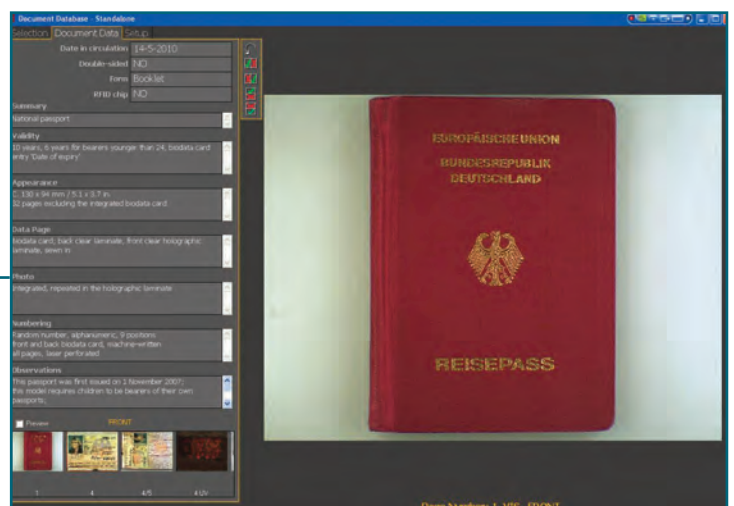 Document Database - Standalone
Selection Document Data Setup
Date in circulation 14-5-2010
Double-sided NO
Form Booklet
RFID chip NO
Summary
National passport
Validity
10 years, 6 years for bearers younger than 24, biodata card
entry 'Date of expiry'
Appearance
C. 130 x 94 mm / 5.1 x 3.7 in
32 pages excluding the integrated biodata card
Data Page
biodata card; back clear laminate, front clear holographic
laminate, sewn in
Photo
integrated, repeated in the holographic laminate
Numbering
Random number, alphanumeric, 9 positions
front and back biodata card, machine-written
all pages, laser perforated
Observations
This passport was first issued on 1 November 2007;
this model requires children to be bearers of their own
passports;
Preview FRONT
1 4 4/5 4 UV
EUROPÄISCHE UNION
BUNDESREPUBLIK
DEUTSCHLAND
REISEPASS